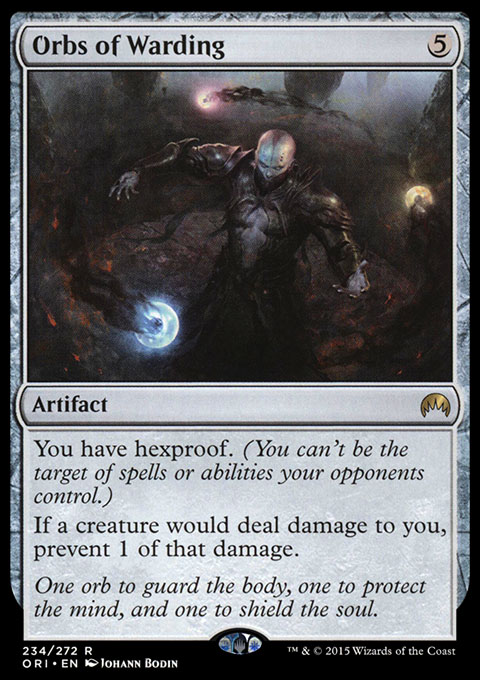 Orbs of Warding 5
Artifact
You have hexproof. (You can't be the
target of spells or abilities your opponents
control.)
If a creature would deal damage to you,
prevent 1 of that damage.
One orb to guard the body, one to protect
the mind, and one to shield the soul.
234/272 R
ORI • EN Johann Bodin
™ & © 2015 Wizards of the Coast